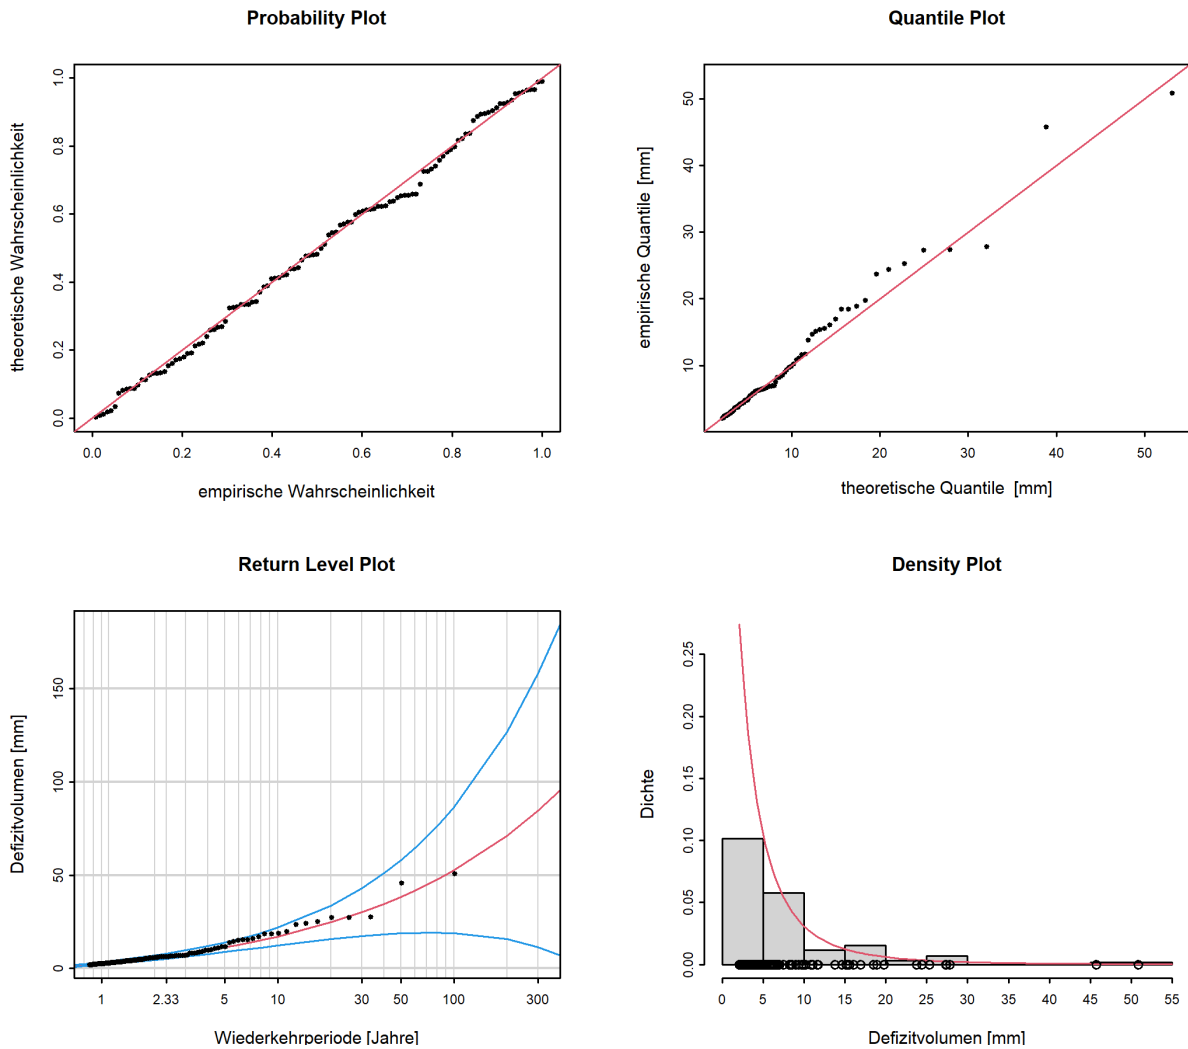 Probability Plot
theoretische Wahrscheinlichkeit
0.0 0.2 0.4 0.6 0.8 1.0
0.0 0.2 0.4 0.6 0.8 1.0
empirische Wahrscheinlichkeit
Quantile Plot
empirische Quantile [mm]
10 20 30 40 50
10 20 30 40 50
theoretische Quantile [mm]
Return Level Plot
Defizitvolumen [mm]
0 50 100 150
1 2.33 5 10 30 50 100 300
Wiederkehrperiode [Jahre]
Density Plot
Dichte
0.00 0.05 0.10 0.15 0.20 0.25
0 5 10 15 20 25 30 35 40 45 50 55
Defizitvolumen [mm]